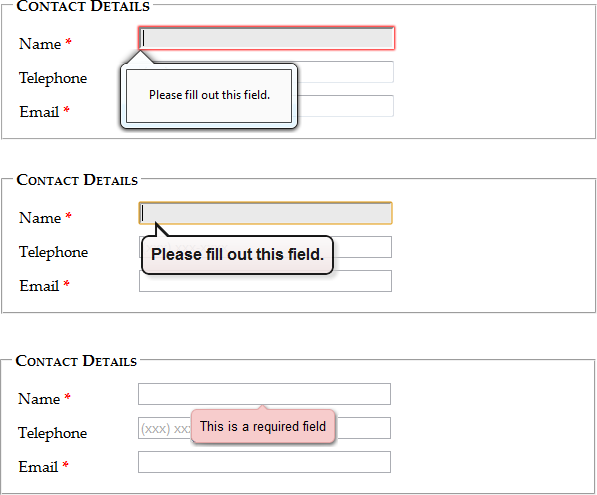 Contact Details
Name *
Please fill out this field.
Telephone
Email *
Contact Details
Name *
Please fill out this field.
Telephone
Email *
Contact Details
Name *
This is a required field
Telephone (xxx) xx
Email *